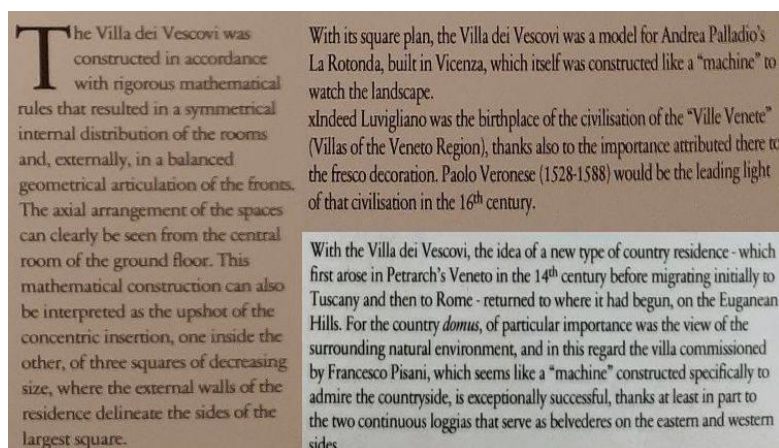 The Villa dei Vescovi was
constructed in accordance
with rigorous mathematical
rules that resulted in a symmetrical
internal distribution of the rooms
and, externally, in a balanced
geometrical articulation of the fronts.
The axial arrangement of the spaces
can clearly be seen from the central
room of the ground floor. This
mathematical construction can also
be interpreted as the upshot of the
concentric insertion, one inside the
other, of three squares of decreasing
size, where the external walls of the
residence delineate the sides of the
largest square.
With its square plan, the Villa dei Vescovi was a model for Andrea Palladio's
La Rotonda, built in Vicenza, which itself was constructed like a “machine” to
watch the landscape.
xIndeed Luvigliano was the birthplace of the civilisation of the “Ville Venete”
(Villas of the Veneto Region), thanks also to the importance attributed there to
the fresco decoration. Paolo Veronese (1528-1588) would be the leading light
of that civilisation in the 16th century.
With the Villa dei Vescovi, the idea of a new type of country residence - which
first arose in Petrarch's Veneto in the 14th century before migrating initially to
Tuscany and then to Rome - returned to where it had begun, on the Euganean
Hills. For the country domus, of particular importance was the view of the
surrounding natural environment, and in this regard the villa commissioned
by Francesco Pisani, which seems like a “machine” constructed specifically to
admire the countryside, is exceptionally successful, thanks at least in part to
the two continuous loggias that serve as belvederes on the eastern and western
sides